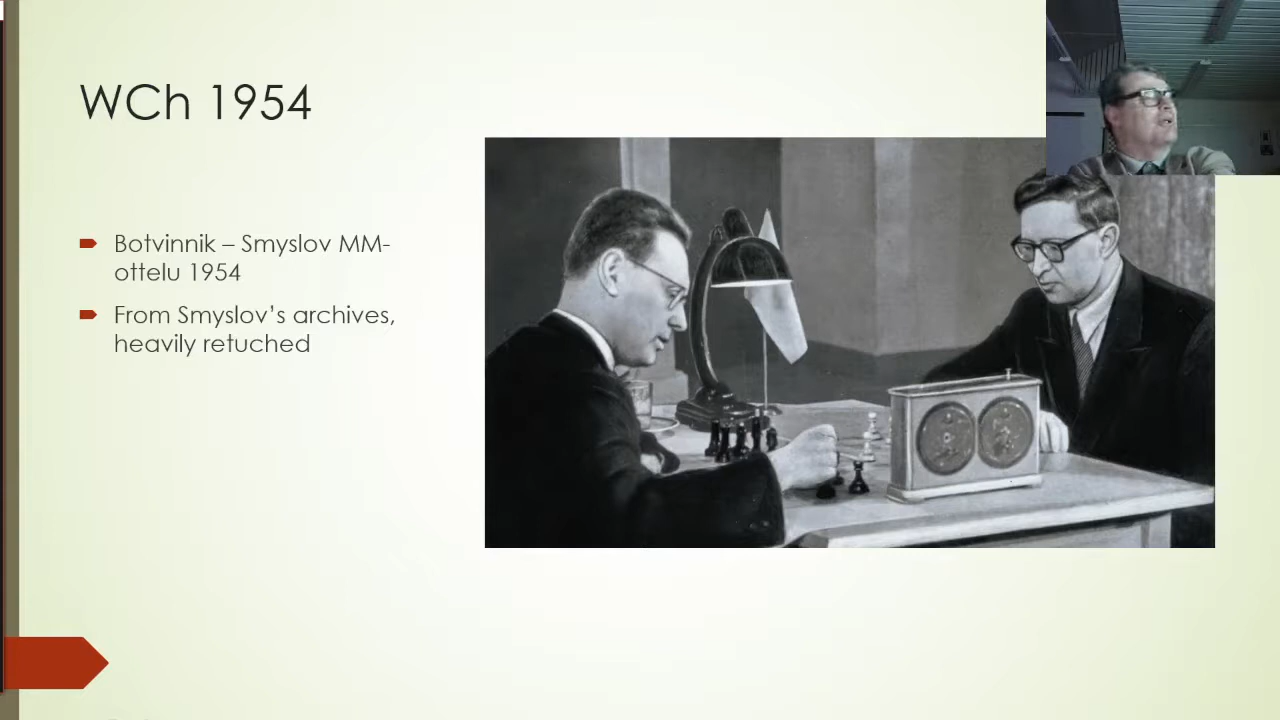 WCh 1954
Botvinnik – Smyslov MM-
ottelu 1954
From Smyslov’s archives,
heavily retuched